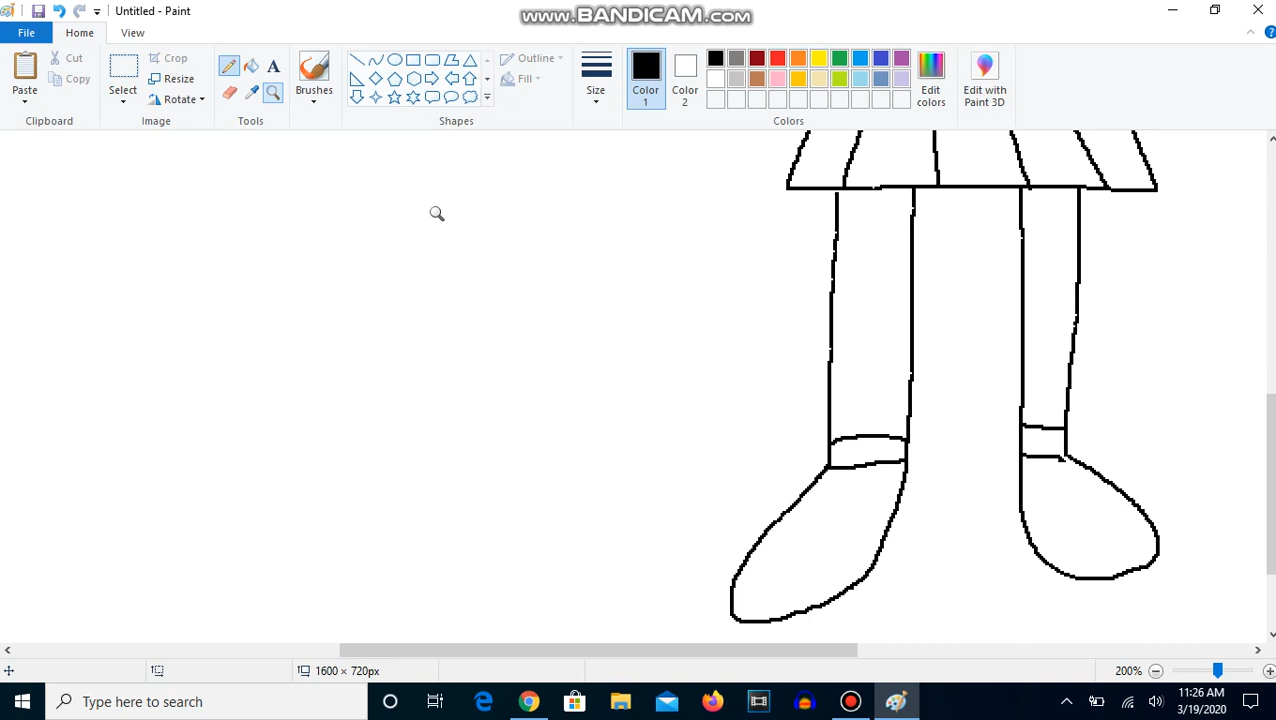 Untitled - Paint
www.BANDICAM.com
File
Home
View
Paste
Cut
Copy
Clipboard
Select
Crop
Resize
Rotate
Image
A
Tools
Brushes
Outline
Fill
Shapes
Size
Color 1
Color 2
Edit colors
Colors
Edit with Paint 3D
1600 × 720px
200%
Type here to search
11:26 AM
3/19/2020